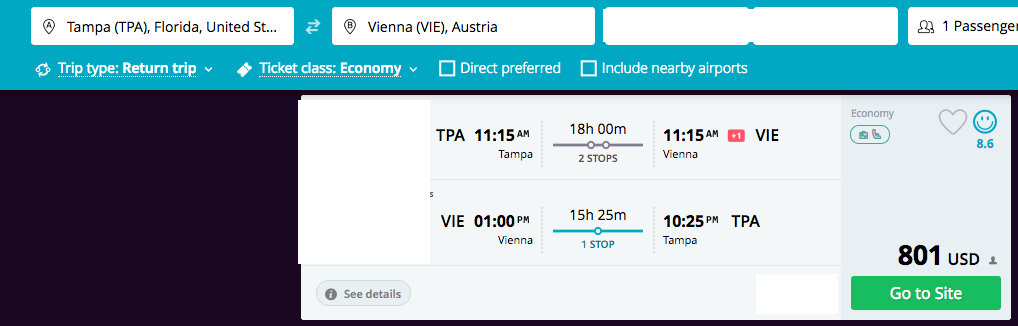 A Tampa (TPA), Florida, United St... B Vienna (VIE), Austria 1 Passenger
Trip type: Return trip Ticket class: Economy Direct preferred Include nearby airports
TPA 11:15 AM 18h 00m 11:15 AM +1 VIE
Tampa 2 STOPS Vienna
Economy
8.6
s
VIE 01:00 PM 15h 25m 10:25 PM TPA
Vienna 1 STOP Tampa
801 USD
See details
Go to Site